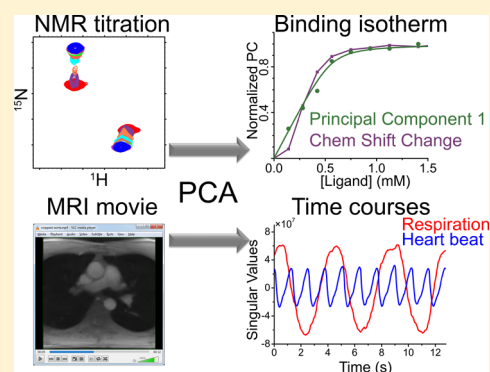 NMR titration
15N
1H
Binding isotherm
Normalized PC
0.8
0.4
0.0
Principal Component 1
Chem Shift Change
0.0 0.5 1.0 1.5
[Ligand] (mM)
PCA
MRI movie
Time courses
×10⁷
Respiration
Heart beat
Singular Values
8
4
0
-4
-8
0 2 4 6 8 10 12
Time (s)